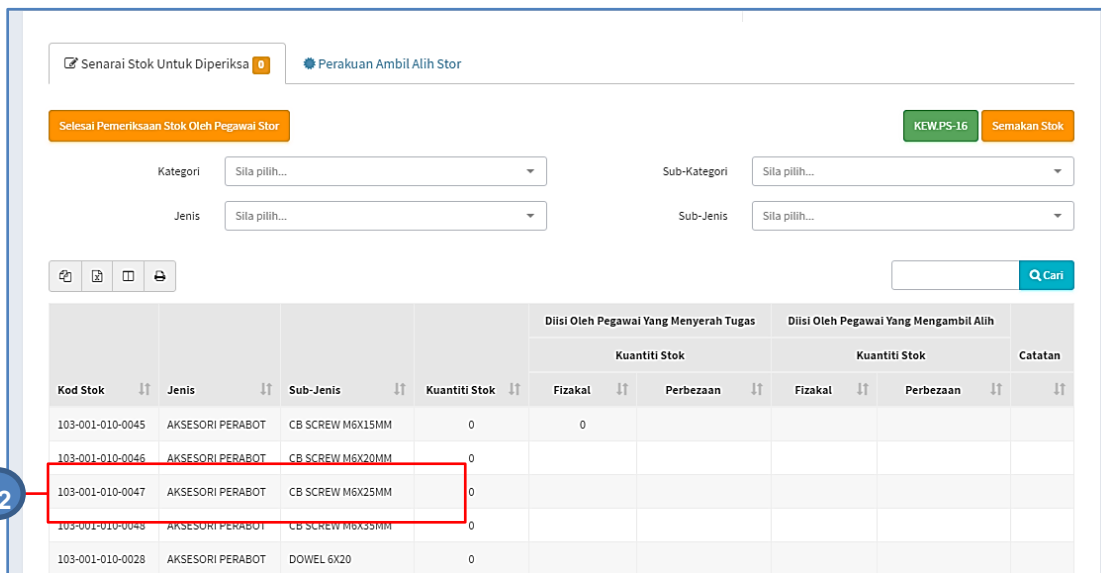 Senarai Stok Untuk Diperiksa 0 Perakuan Ambil Alih Stor
Selesai Pemeriksaan Stok Oleh Pegawai Stor KEW.PS-16 Semakan Stok
Kategori Sila pilih... Sub-Kategori Sila pilih...
Jenis Sila pilih... Sub-Jenis Sila pilih...
Cari
Diisi Oleh Pegawai Yang Menyerah Tugas Diisi Oleh Pegawai Yang Mengambil Alih
Kuantiti Stok Kuantiti Stok Catatan
Kod Stok Jenis Sub-Jenis Kuantiti Stok Fizakal Perbezaan Fizakal Perbezaan
103-001-010-0045 AKSESORI PERABOT CB SCREW M6X15MM 0 0
103-001-010-0046 AKSESORI PERABOT CB SCREW M6X20MM 0
2 103-001-010-0047 AKSESORI PERABOT CB SCREW M6X25MM 0
103-001-010-0048 AKSESORI PERABOT CB SCREW M6X35MM 0
103-001-010-0028 AKSESORI PERABOT DOWEL 6X20 0